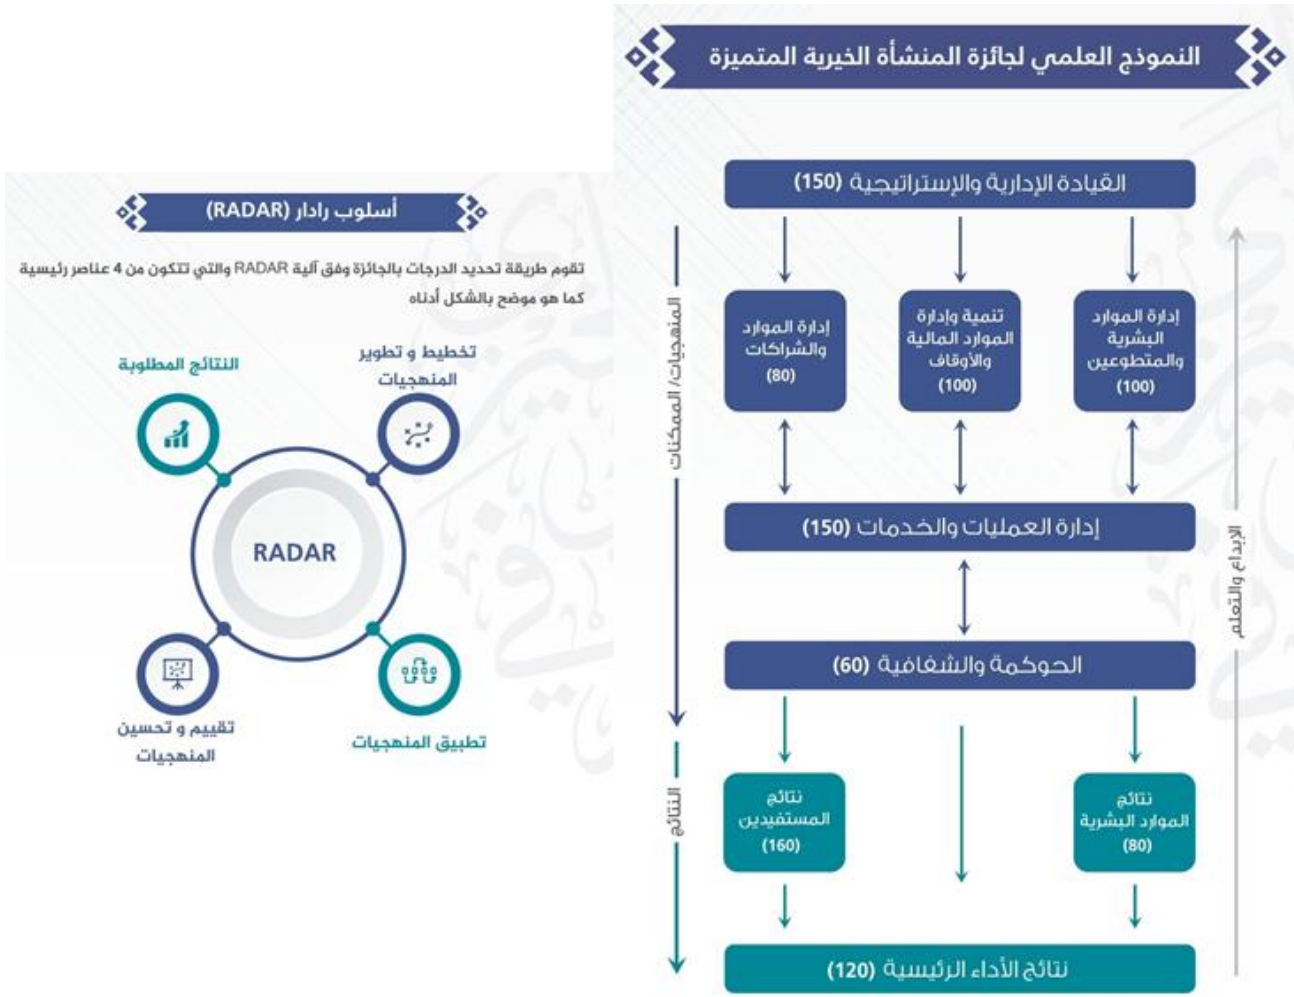 النموذج العلمي لجائزة المنشأة الخيرية المتميزة
القيادة الإدارية والإستراتيجية (150)
إدارة الموارد
البشرية
والمتطوعين
(100)
تنمية وإدارة
الموارد المالية
والأوقاف
(100)
إدارة الموارد
والشراكات
(80)
المنهجيات/ الممكنات
إدارة العمليات والخدمات (150)
الإبداع والتعلم
الحوكمة والشفافية (60)
نتائج
الموارد البشرية
(80)
نتائج
المستفيدين
(160)
النتائج
نتائج الأداء الرئيسية (120)
أسلوب رادار (RADAR)
تقوم طريقة تحديد الدرجات بالجائزة وفق آلية RADAR والتي تتكون من 4 عناصر رئيسية
كما هو موضح بالشكل أدناه
تخطيط و تطوير
المنهجيات
النتائج المطلوبة
RADAR
تطبيق المنهجيات
تقييم و تحسين
المنهجيات